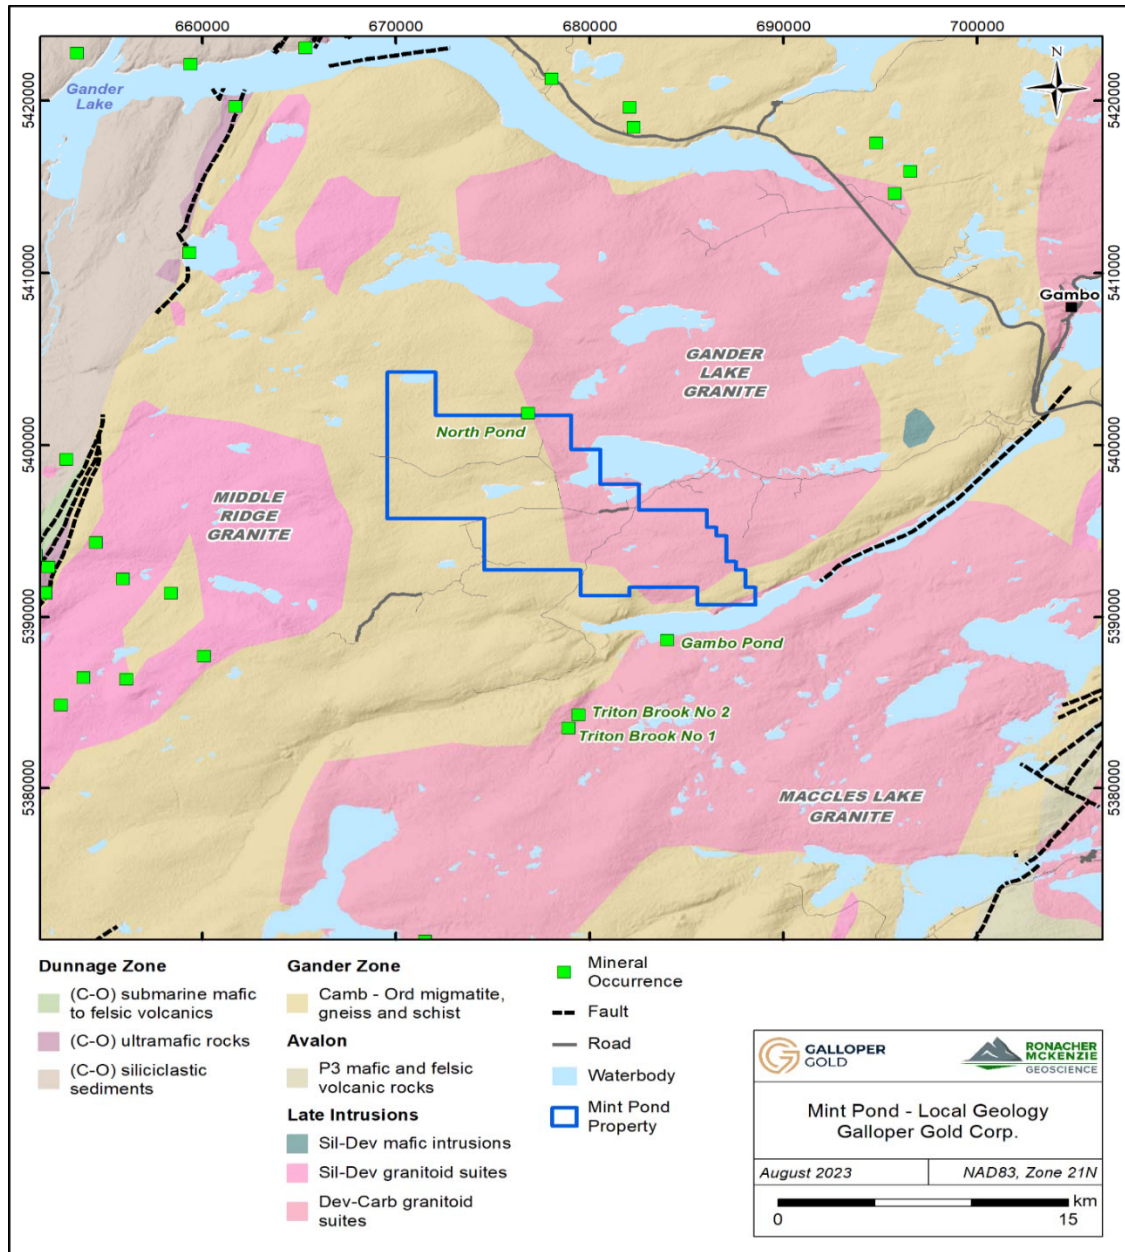 660000
670000
680000
690000
7000000
N
Gander
Lake
5420000
5420000
5410000
5410000
Gambo
GANDER
LAKE
GRANITE
North Pond
5400000
5400000
MIDDLE
RIDGE
GRANITE
5390000
5390000
Gambo Pond
Triton Brook No 2
Triton Brook No 1
5380000
5380000
MACCLES LAKE
GRANITE
Dunnage Zone
(C-O) submarine mafic
to felsic volcanics
(C-O) ultramafic rocks
(C-O) siliciclastic
sediments
Gander Zone
Camb - Ord migmatite,
gneiss and schist
Avalon
P3 mafic and felsic
volcanic rocks
Late Intrusions
Sil-Dev mafic intrusions
Sil-Dev granitoid suites
Dev-Carb granitoid
suites
Mineral
Occurrence
Fault
Road
Waterbody
Mint Pond
Property
GALLOPER
GOLD
RONACHER
MCKENZIE
GEOSCIENCE
Mint Pond - Local Geology
Galloper Gold Corp.
August 2023
NAD83, Zone 21N
km
0
15